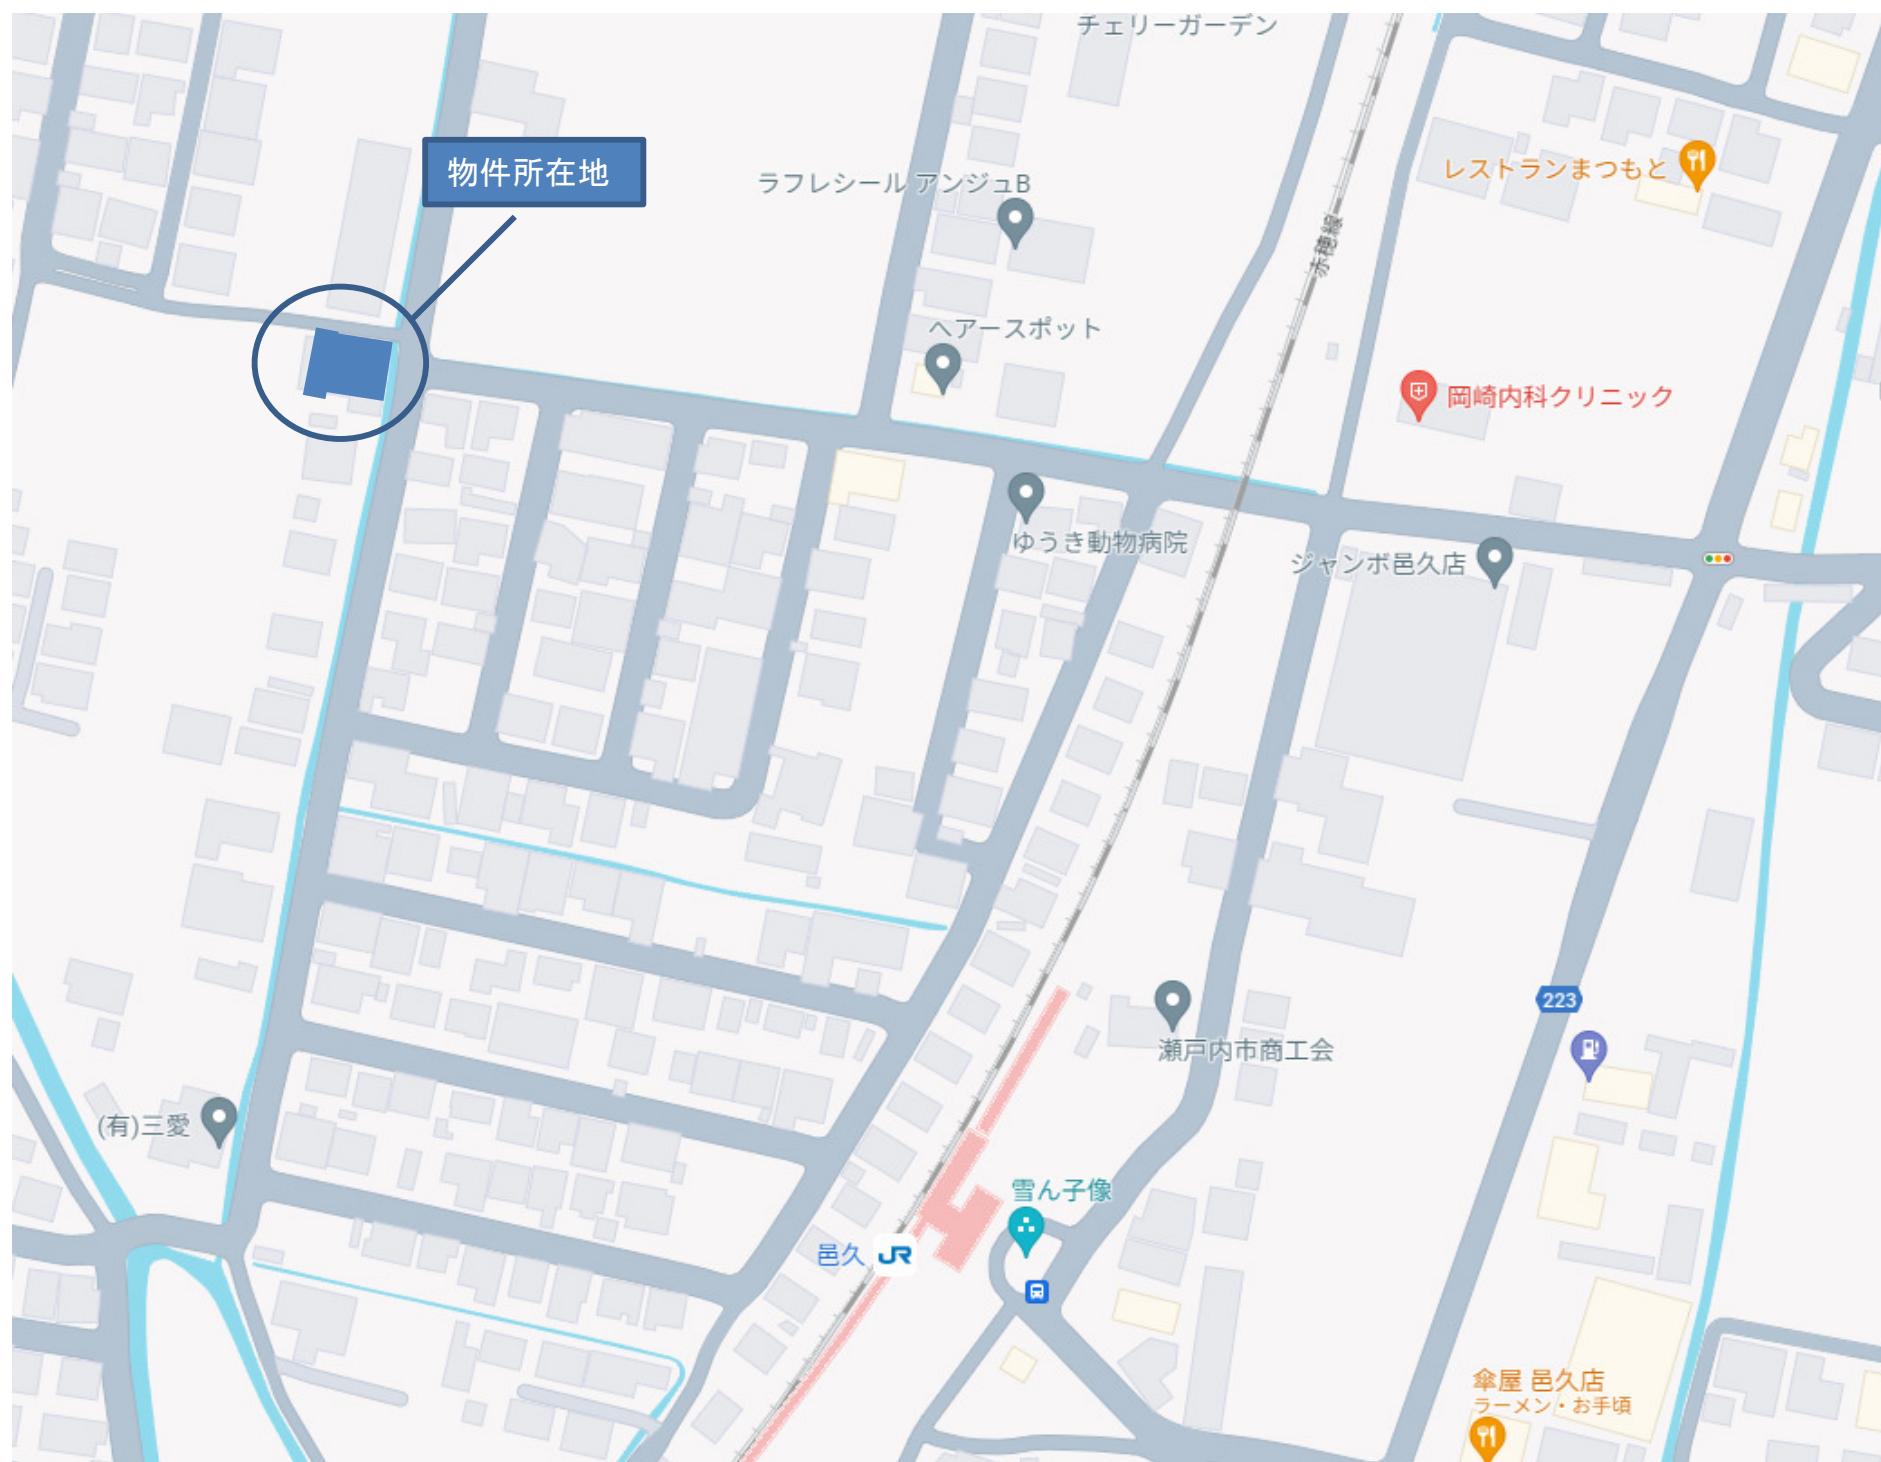 チェリーガーデン
物件所在地
レストランまつもと
ラフレシール アンジュB
赤穂線
ヘアースポット
岡崎内科クリニック
ゆうき動物病院
ジャンボ邑久店
223
瀬戸内市商工会
(有)三愛
雪ん子像
邑久 JR
傘屋 邑久店
ラーメン・お手頃